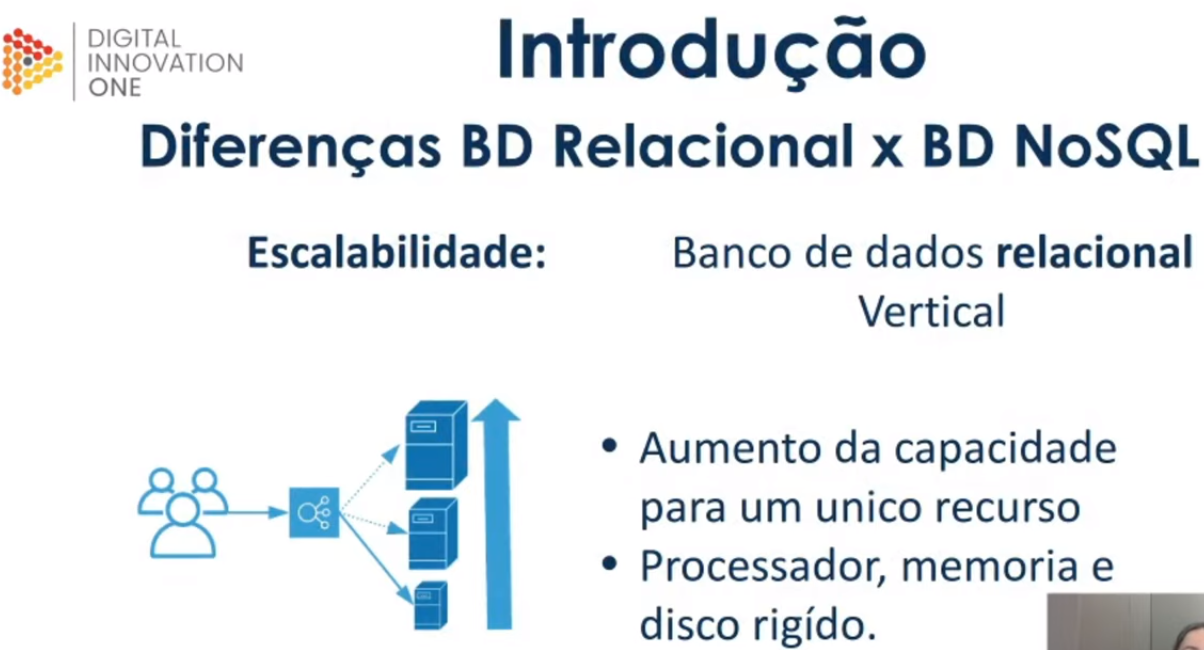 DIGITAL
INNOVATION
ONE
Introdução
Diferenças BD Relacional x BD NoSQL
Escalabilidade:
Banco de dados relacional
Vertical
• Aumento da capacidade
para um unico recurso
• Processador, memoria e
disco rigído.